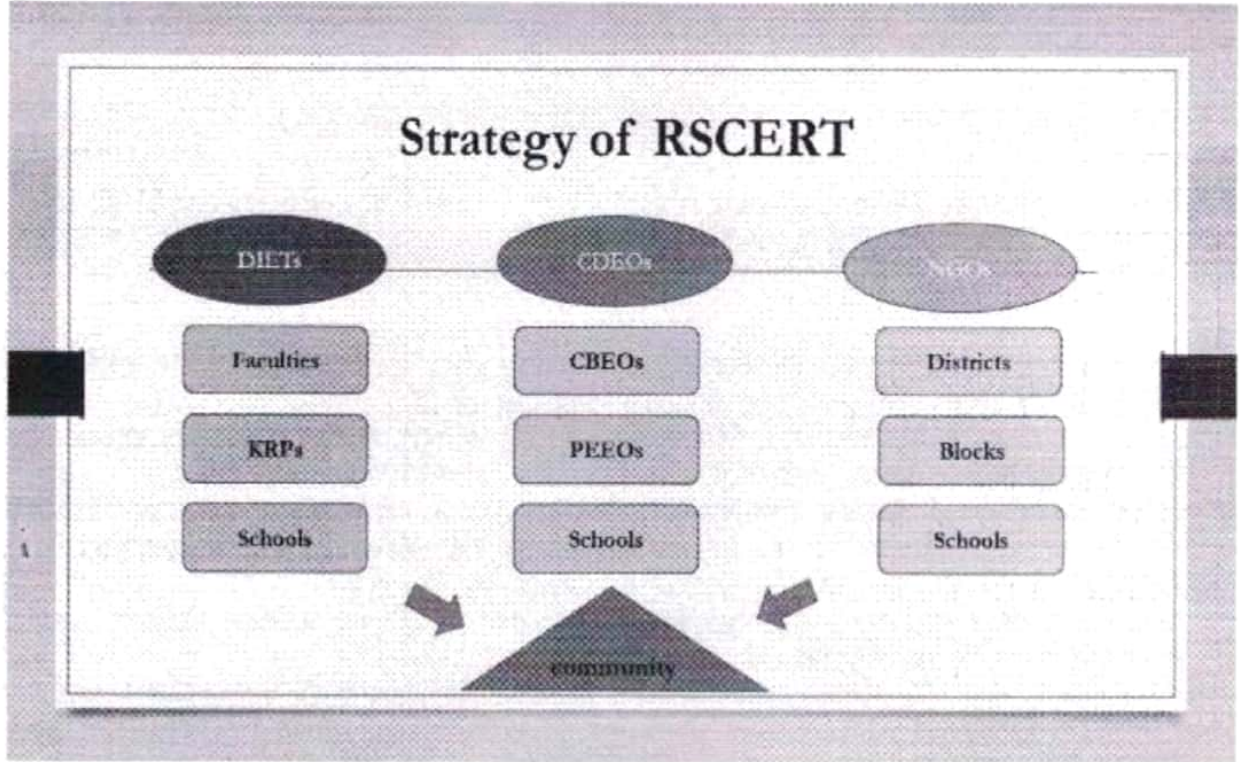 Strategy of RSCERT
DIETs
CDEOs
NGOs
Faculties
CBEOs
Districts
KRPs
PEEOs
Blocks
Schools
Schools
Schools
community